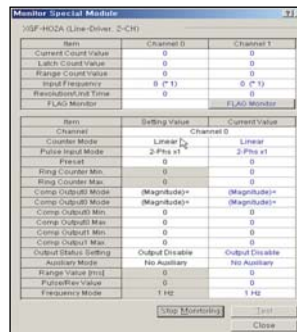 Monitor Special Module
XGF-HO2A (Line-Driver, 2-CH)
Item Channel 0 Channel 1
Current Count Value 0 0
Latch Count Value 0 0
Range Count Value 0 0
Input Frequency 0 (* 1) 0 (* 1)
Resolution/Unit Time 0 0
FLAG Monitor FLAG Monitor
Item Setting Value Current Value
Channel Channel 0
Counter Mode Linear Linear
Pulse Input Mode 2-Phs x1 2-Phs x1
Preset 0 0
Ring Counter Min. 0 0
Ring Counter Max. 0 0
Comp Output0 Mode (Magnitude)< (Magnitude)<
Comp Output1 Mode (Magnitude)< (Magnitude)<
Comp Output0 Min 0 0
Comp Output0 Max 0 0
Comp Output1 Min 0 0
Comp Output1 Max 0 0
Output Status Setting Output Disable Output Disable
Auxiliary Mode No Auxiliary No Auxiliary
Range Value [ms] 0 0
Pulse/Rev Value 0 0
Frequency Mode 1 Hz 1 Hz
Stop Monitoring Test
Close